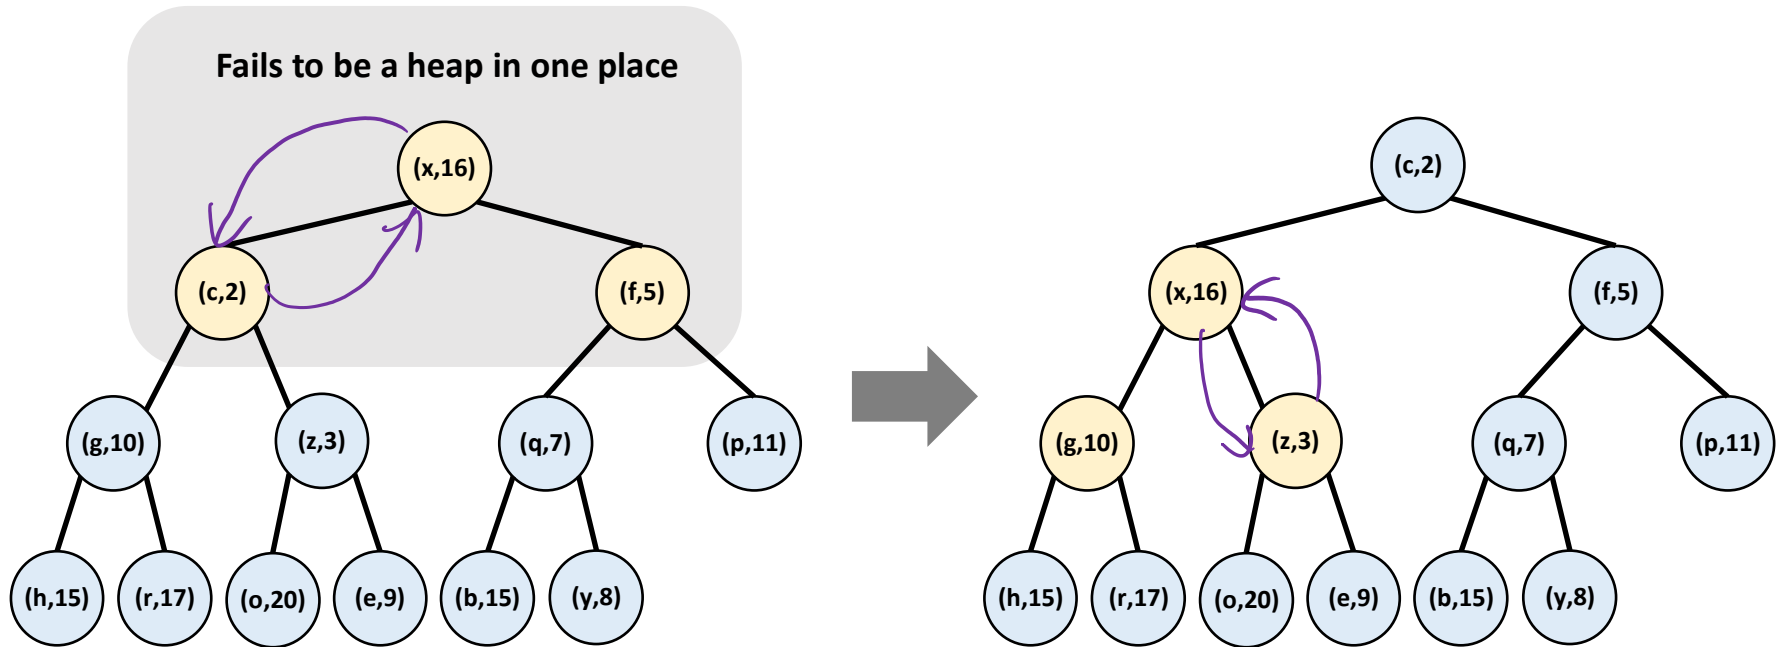 Fails to be a heap in one place
(x,16)
(c,2)
(f,5)
(g,10)
(z,3)
(q,7)
(p,11)
(h,15)
(r,17)
(o,20)
(e,9)
(b,15)
(y,8)
(c,2)
(x,16)
(f,5)
(g,10)
(z,3)
(q,7)
(p,11)
(h,15)
(r,17)
(o,20)
(e,9)
(b,15)
(y,8)